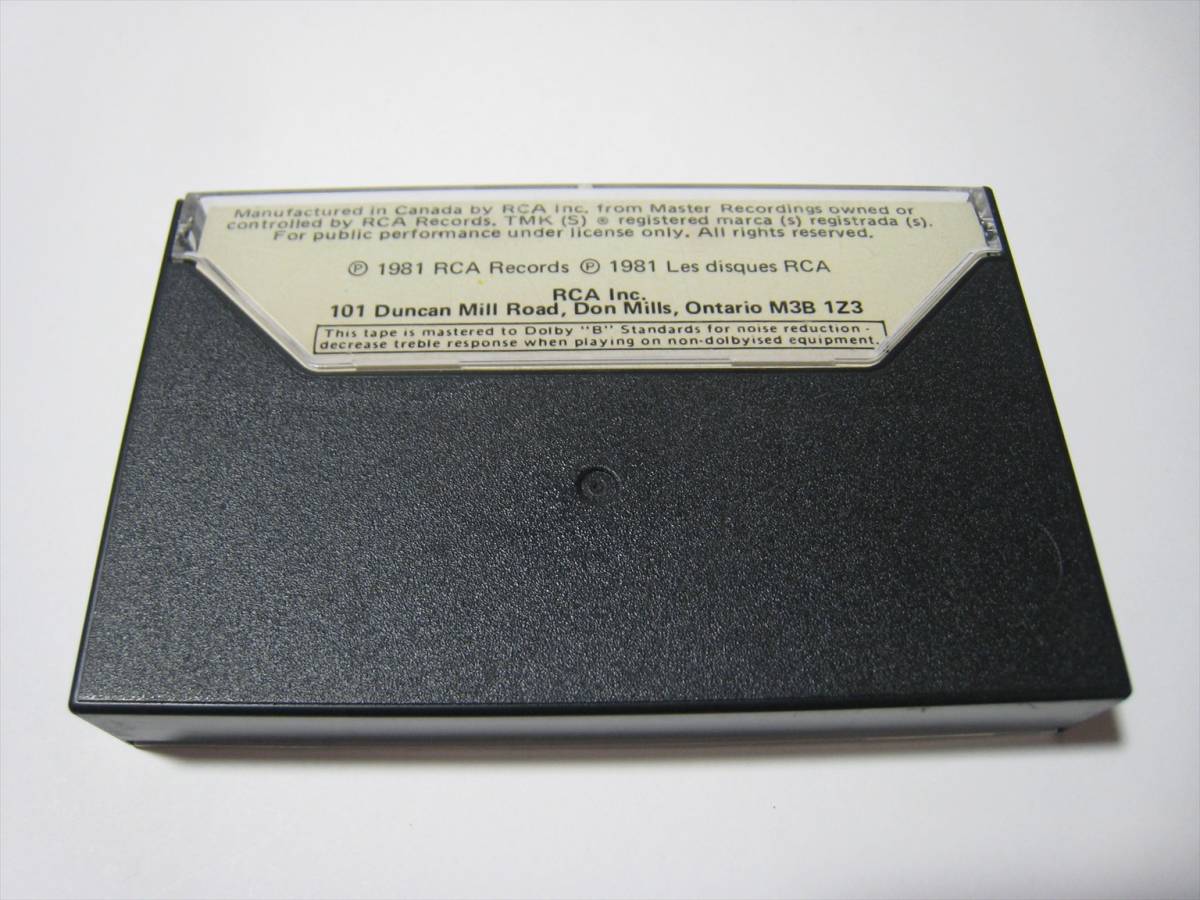 Manufactured in Canada by RCA Inc. from Master Recordings owned or
controlled by RCA Records, TMK (S) ® registered marca (s) registrada (s).
For public performance under license only. All rights reserved.
℗ 1981 RCA Records ℗ 1981 Les disques RCA
RCA Inc.
101 Duncan Mill Road, Don Mills, Ontario M3B 1Z3
This tape is mastered to Dolby "B" Standards for noise reduction -
decrease treble response when playing on non-dolbyised equipment.